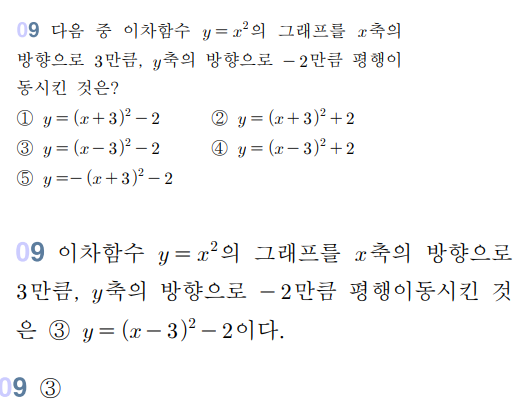 09 다음 중 이차함수 y=x²의 그래프를 x축의
방향으로 3만큼, y축의 방향으로 −2만큼 평행이
동시킨 것은?
① y=(x+3)²−2 ② y=(x+3)²+2
③ y=(x−3)²−2 ④ y=(x−3)²+2
⑤ y=−(x+3)²−2
09 이차함수 y=x²의 그래프를 x축의 방향으로
3만큼, y축의 방향으로 −2만큼 평행이동시킨 것
은 ③ y=(x−3)²−2이다.
09 ③